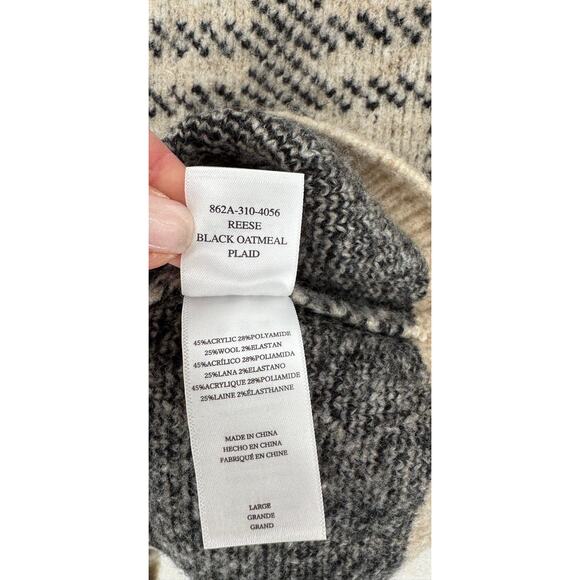 862A-310-4056
REESE
BLACK OATMEAL
PLAID
45%ACRYLIC 28%POLYAMIDE
25%WOOL 2%ELASTAN
45%ACRÍLICO 28%POLIAMIDA
25%LANA 2%ELASTANO
45%ACRYLIQUE 28%POLIAMIDE
25%LAINE 2%ÉLASTHANNE
MADE IN CHINA
HECHO EN CHINA
FABRIQUÉ EN CHINE
LARGE
GRANDE
GRAND